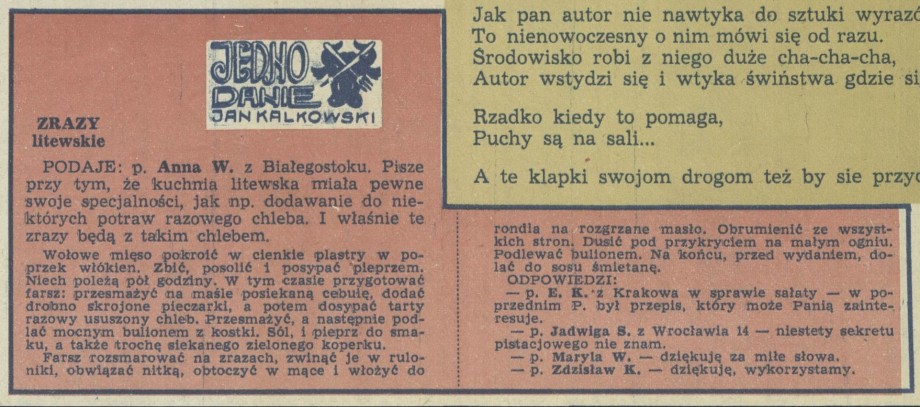 JEDNO
DANIE
JAN KALKOWSKI
ZRAZY
litewskie
PODAJE: p. Anna W. z Białegostoku. Pisze
przy tym, że kuchnia litewska miała pewne
swoje specjalności, jak np. dodawanie do nie-
których potraw razowego chleba. I właśnie te
zrazy będą z takim chlebem.
Wołowe mięso pokroić w cienkie plastry w po-
przek włókien. Zbić, posolić i posypać pieprzem.
Niech poleżą pół godziny. W tym czasie przygotować
farsz: przesmażyć na maśle posiekaną cebulę, dodać
drobno skrojone pieczarki, a potem dosypać tarty
razowy ususzony chleb. Przesmażyć, a następnie pod-
lać mocnym bulionem z kostki. Sól, i pieprz do sma-
ku, a także trochę siekanego zielonego koperku.
Farsz rozsmarować na zrazach, zwinąć je w rulo-
niki, obwiązać nitką, obtoczyć w mące i włożyć do
rondla na rozgrzane masło. Obrumienić ze wszyst-
kich stron. Dusić pod przykryciem na małym ogniu.
Podlewać bulionem. Na końcu, przed wydaniem, do-
lać do sosu śmietanę.
ODPOWIEDZI:
— p. E. K. z Krakowa w sprawie sałaty — w po-
przednim P. był przepis, który może Panią zainte-
resuje.
— p. Jadwiga S. z Wrocławia 14 — niestety sekretu
pistacjowego nie znam.
— p. Maryla W. — dziękuję za miłe słowa.
— p. Zdzisław K. — dziękuję, wykorzystamy.
Jak pan autor nie nawtyka do sztuki wyrazó
To nienowoczesny o nim mówi się od razu.
Środowisko robi z niego duże cha-cha-cha,
Autor wstydzi się i wtyka świństwa gdzie si
Rzadko kiedy to pomaga,
Puchy są na sali...
A te klapki swojom drogom też by sie przyd